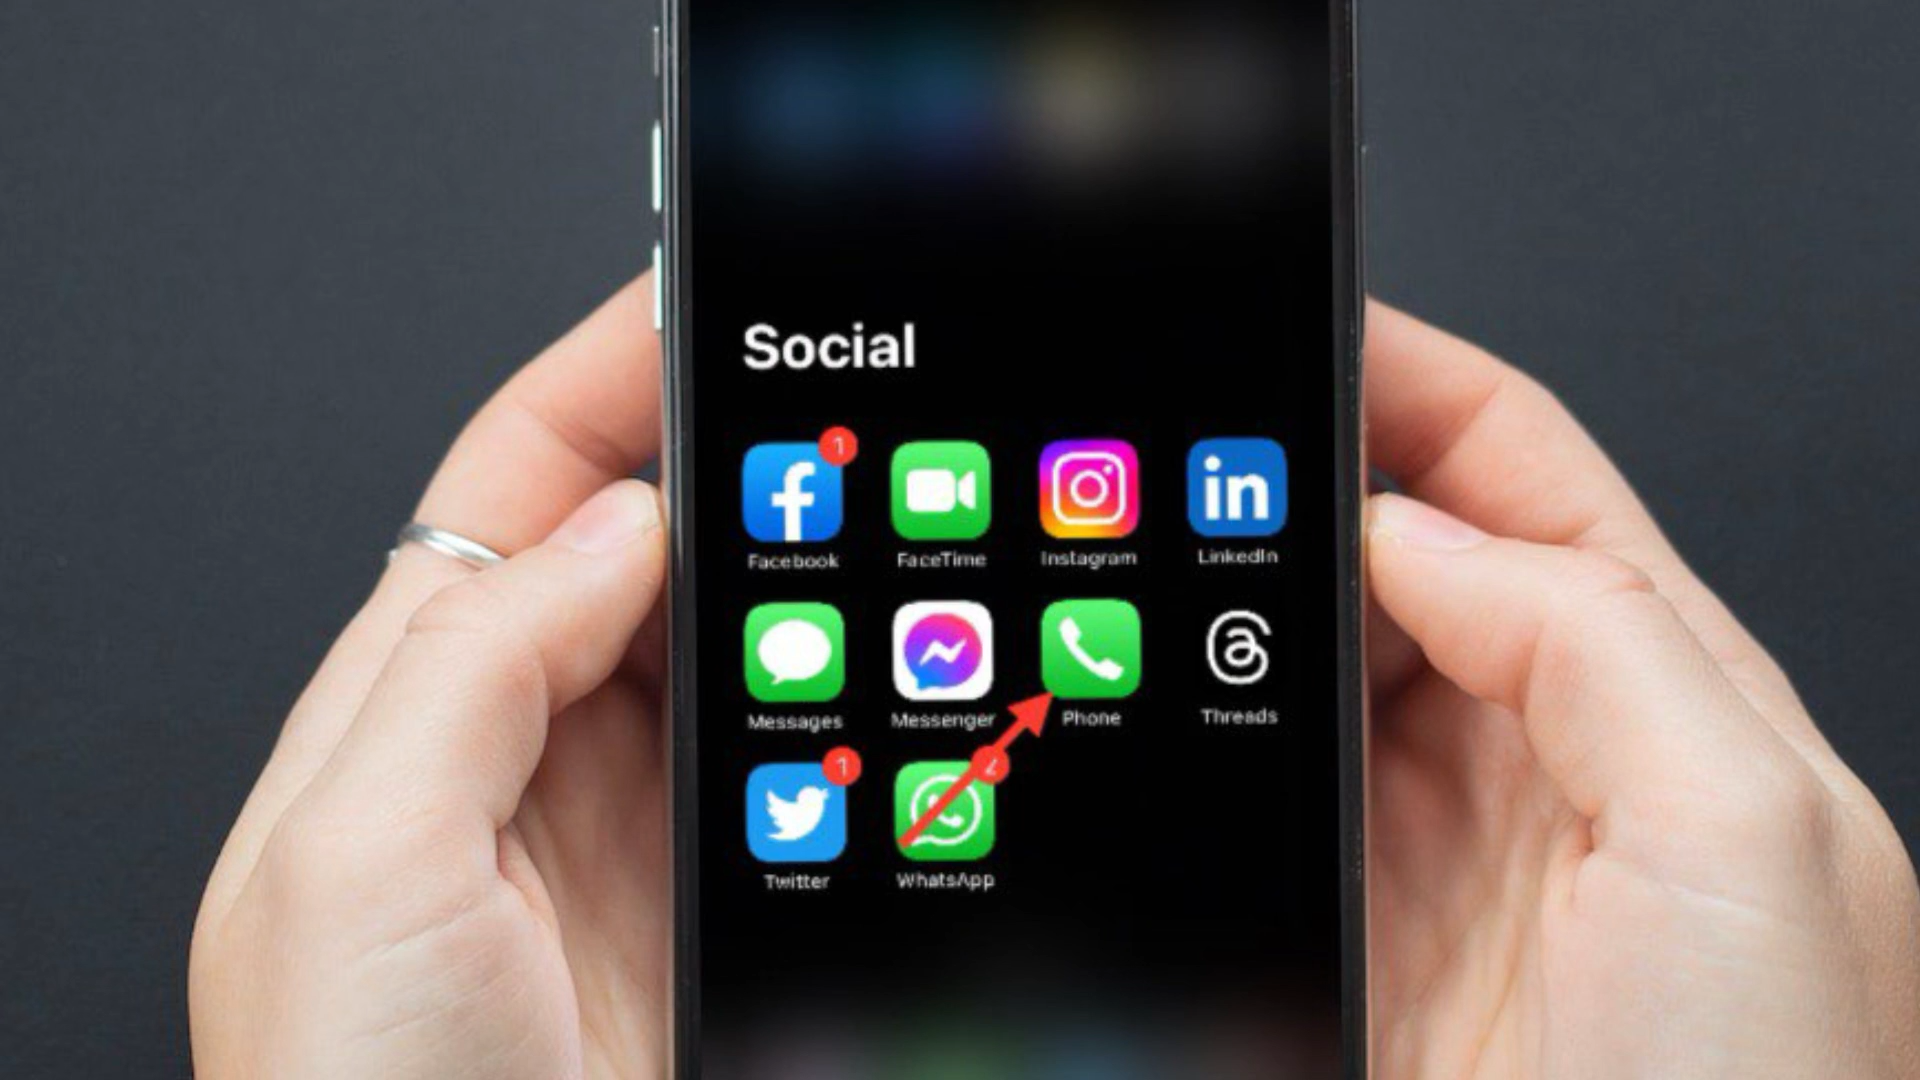 Social
1
Facebook FaceTime Instagram LinkedIn
Messages Messenger Phone Threads
1
Twitter WhatsApp